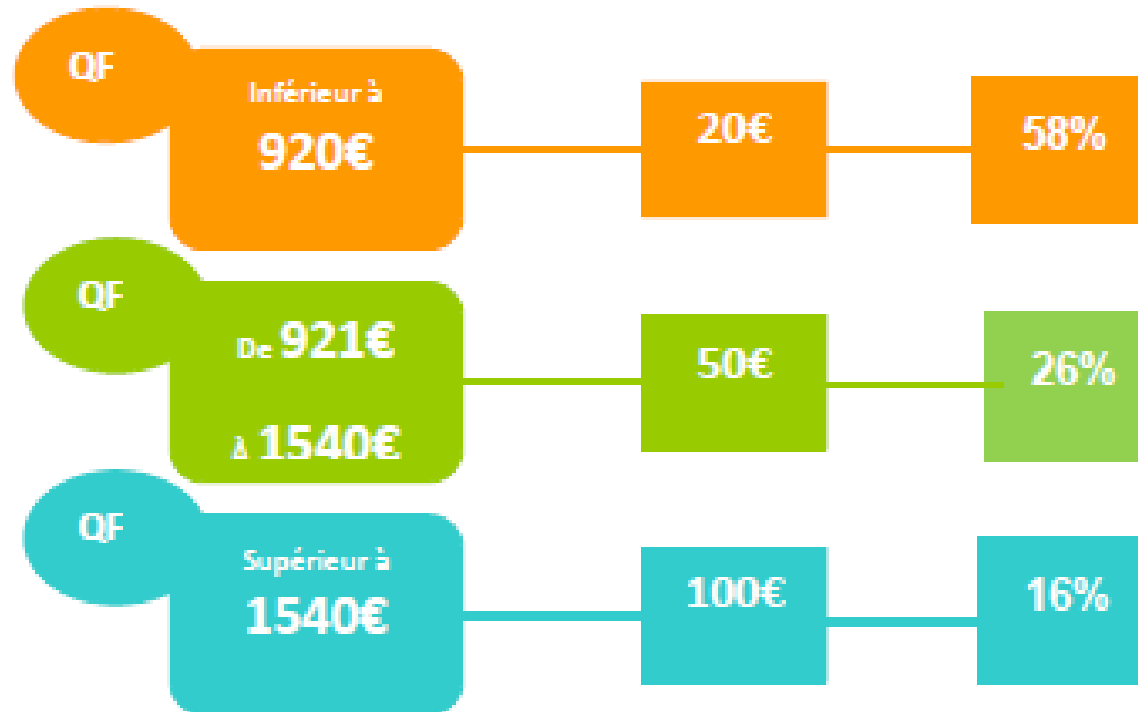 QF
Inférieur à
920€
20€
58%
QF
De 921€
à 1540€
50€
26%
QF
Supérieur à
1540€
100€
16%